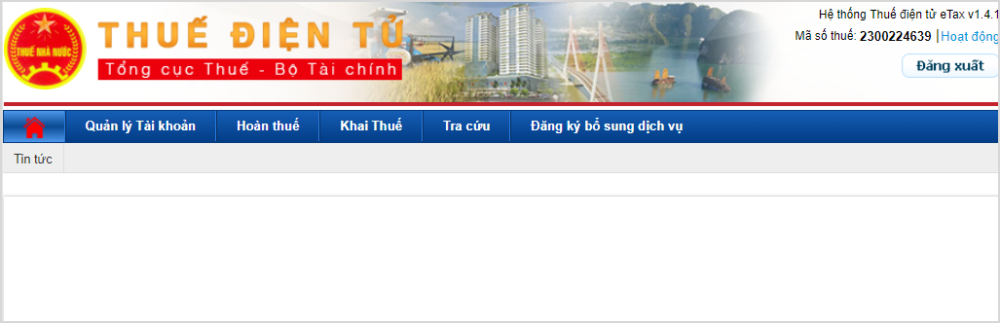 THUẾ NHÀ NƯỚC
THUẾ ĐIỆN TỬ
Tổng cục Thuế - Bộ Tài chính
Hệ thống Thuế điện tử eTax v1.4.1
Mã số thuế: 2300224639 | Hoạt động
Đăng xuất
Quản lý Tài khoản Hoàn thuế Khai Thuế Tra cứu Đăng ký bổ sung dịch vụ
Tin tức